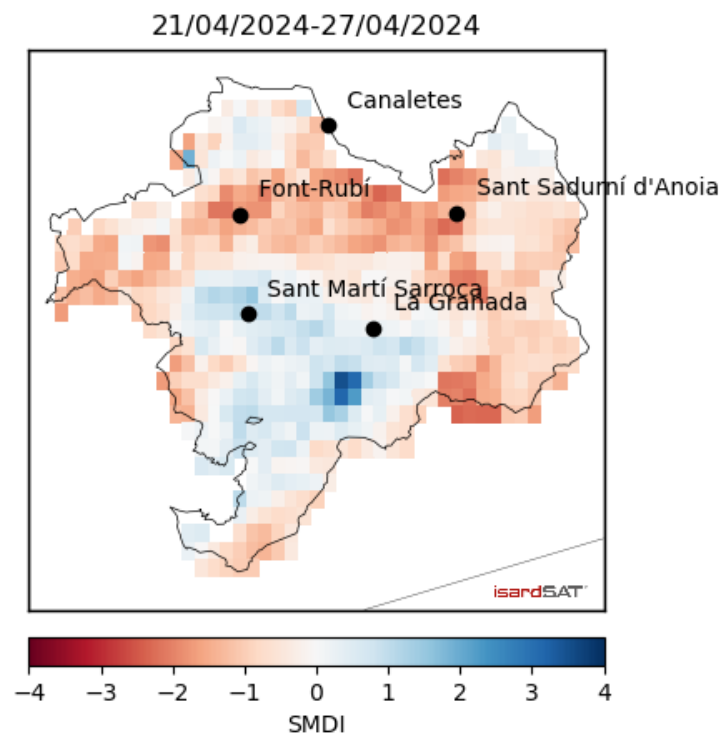 21/04/2024-27/04/2024
Canaletes
Font-Rubí
Sant Sadurní d'Anoia
Sant Martí Sarroca
La Granada
isardSAT
−4 −3 −2 −1 0 1 2 3 4
SMDI